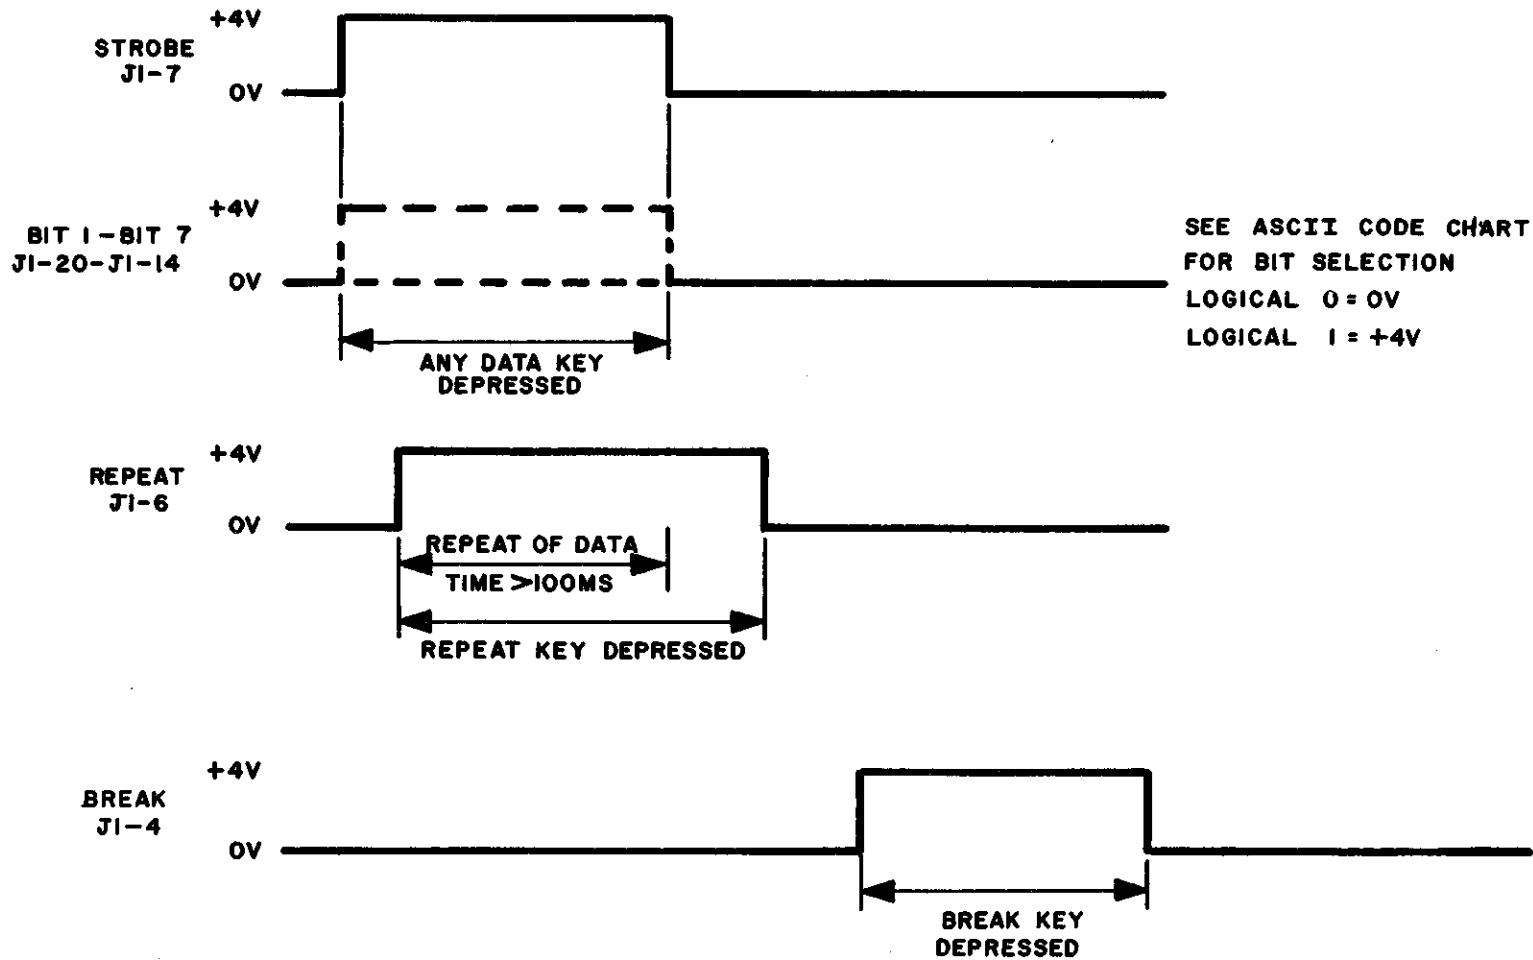 +4V
STROBE
J1-7
0V
+4V
BIT 1-BIT 7
J1-20-J1-14
0V
SEE ASCII CODE CHART
FOR BIT SELECTION
LOGICAL 0=0V
LOGICAL 1=+4V
ANY DATA KEY
DEPRESSED
+4V
REPEAT
J1-6
0V
REPEAT OF DATA
TIME >100MS
REPEAT KEY DEPRESSED
+4V
BREAK
J1-4
0V
BREAK KEY
DEPRESSED